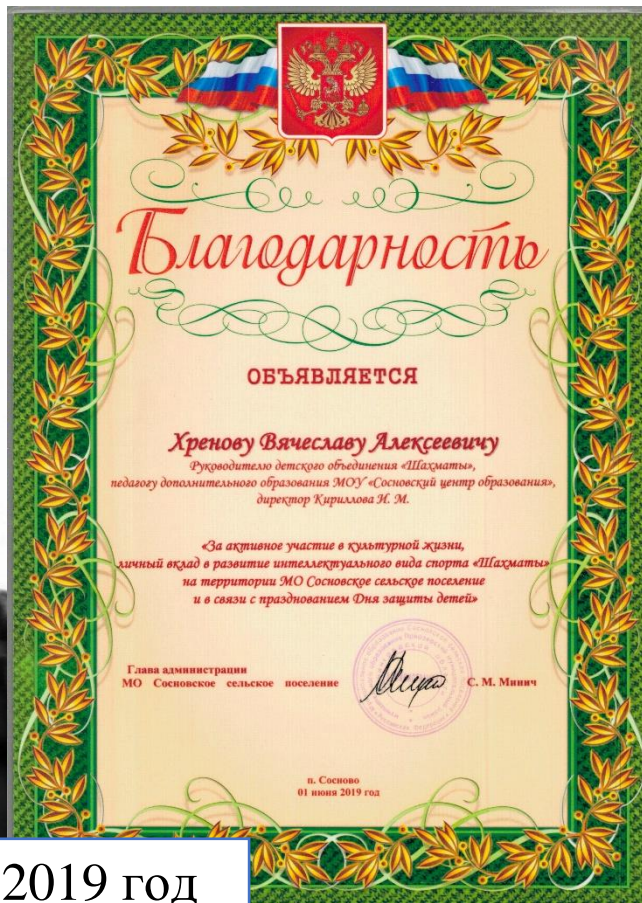 Благодарность
ОБЪЯВЛЯЕТСЯ
Хренову Вячеславу Алексеевичу
Руководителю детского объединения «Шахматы»,
педагогу дополнительного образования МОУ «Сосновский центр образования»,
директор Кириллова И. М.
«За активное участие в культурной жизни,
личный вклад в развитие интеллектуального вида спорта «Шахматы»
на территории МО Сосновское сельское поселение
и в связи с празднованием Дня защиты детей»
Глава администрации
МО Сосновское сельское поселение
С. М. Минич
п. Сосново
01 июня 2019 год
2019 год